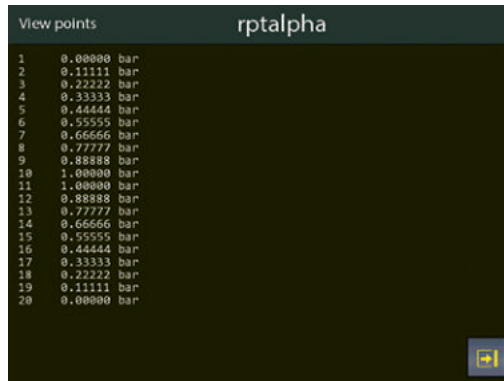 View points rptalpha
1 0.00000 bar
2 0.11111 bar
3 0.22222 bar
4 0.33333 bar
5 0.44444 bar
6 0.55555 bar
7 0.66666 bar
8 0.77777 bar
9 0.88888 bar
10 1.00000 bar
11 1.00000 bar
12 0.88888 bar
13 0.77777 bar
14 0.66666 bar
15 0.55555 bar
16 0.44444 bar
17 0.33333 bar
18 0.22222 bar
19 0.11111 bar
20 0.00000 bar